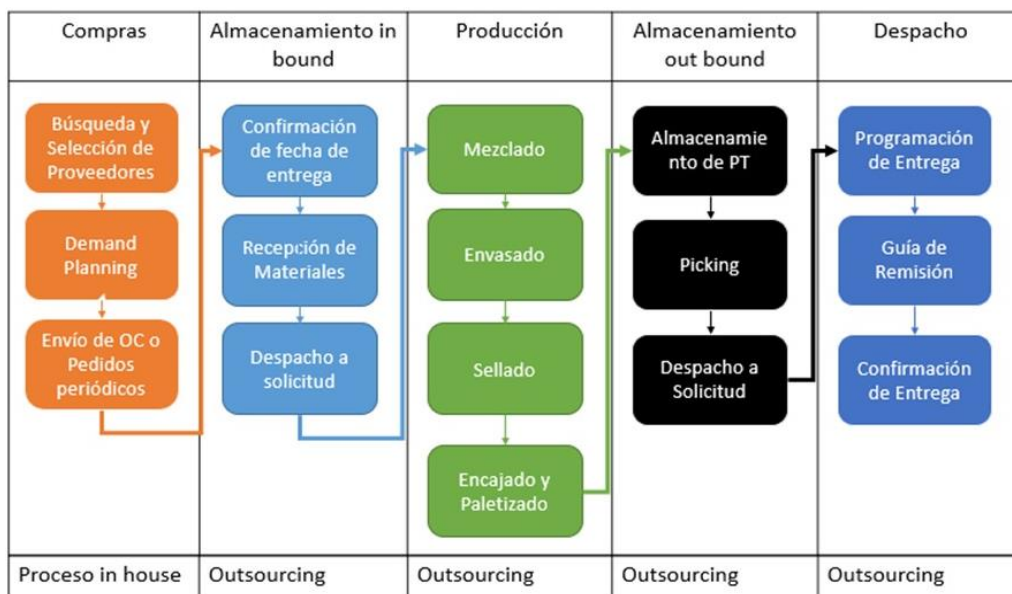 Compras
Almacenamiento in
bound
Producción
Almacenamiento
out bound
Despacho
Búsqueda y
Selección de
Proveedores
Demand
Planning
Envío de OC o
Pedidos
periódicos
Confirmación
de fecha de
entrega
Recepción de
Materiales
Despacho a
solicitud
Mezclado
Envasado
Sellado
Encajado y
Paletizado
Almacenamie
nto de PT
Picking
Despacho a
Solicitud
Programación
de Entrega
Guía de
Remisión
Confirmación
de Entrega
Proceso in house
Outsourcing
Outsourcing
Outsourcing
Outsourcing